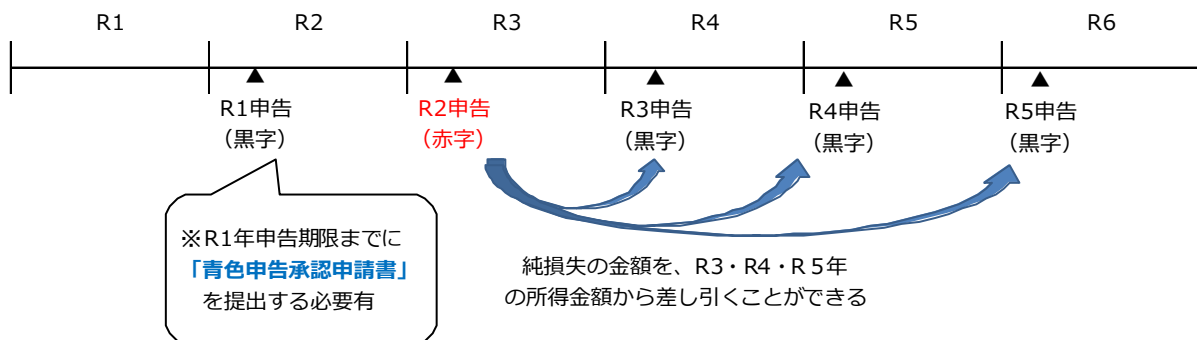 R1 R2 R3 R4 R5 R6
R1申告
（黒字）
R2申告
（赤字）
R3申告
（黒字）
R4申告
（黒字）
R5申告
（黒字）
※R1年申告期限までに
「青色申告承認申請書」
を提出する必要有
純損失の金額を、R3・R4・R５年
の所得金額から差し引くことができる